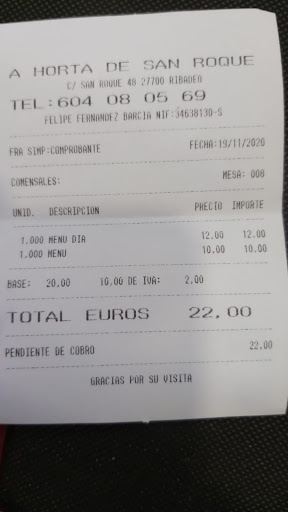 A HORTA DE SAN ROQUE
C/ SAN ROQUE 48 27700 RIBADEO
TEL:604 08 05 69
FELIPE FERNANDEZ BARCIA NIF:34638130-S
FRA SIMP:COMPROBANTE FECHA:19/11/2020
COMENSALES: MESA: 008
UNID. DESCRIPCION PRECIO IMPORTE
1.000 MENU DIA 12.00 12.00
1.000 MENU 10.00 10.00
BASE: 20.00 10.00 DE IVA: 2.00
TOTAL EUROS 22.00
PENDIENTE DE COBRO 22.00
GRACIAS POR SU VISITA